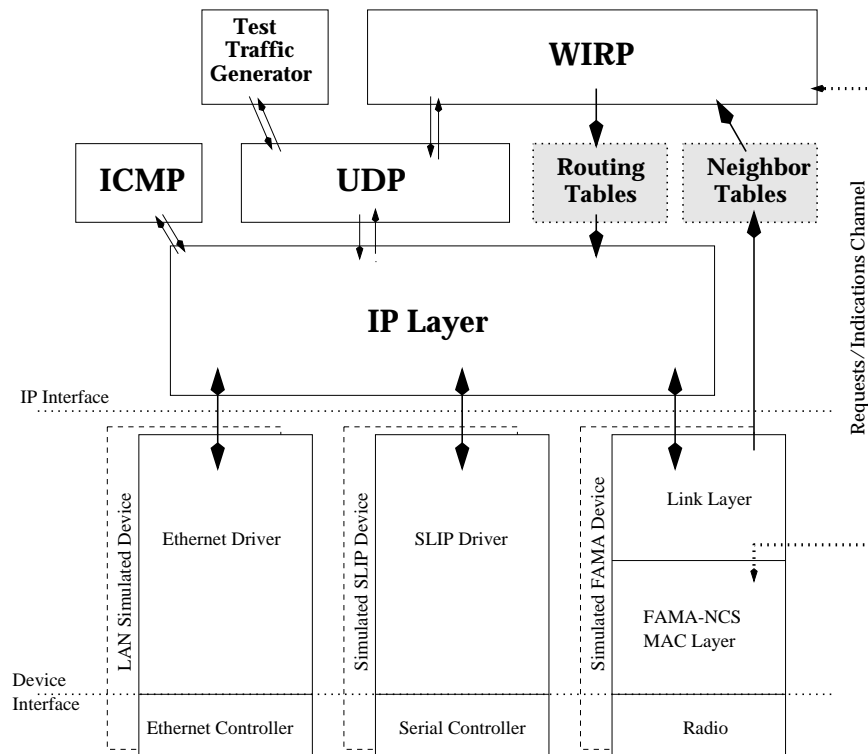 Test
Traffic
Generator
WIRP
ICMP
UDP
Routing
Tables
Neighbor
Tables
IP Layer
Requests/Indications Channel
IP Interface
LAN Simulated Device
Ethernet Driver
Simulated SLIP Device
SLIP Driver
Simulated FAMA Device
Link Layer
FAMA-NCS
MAC Layer
Device
Interface
Ethernet Controller
Serial Controller
Radio